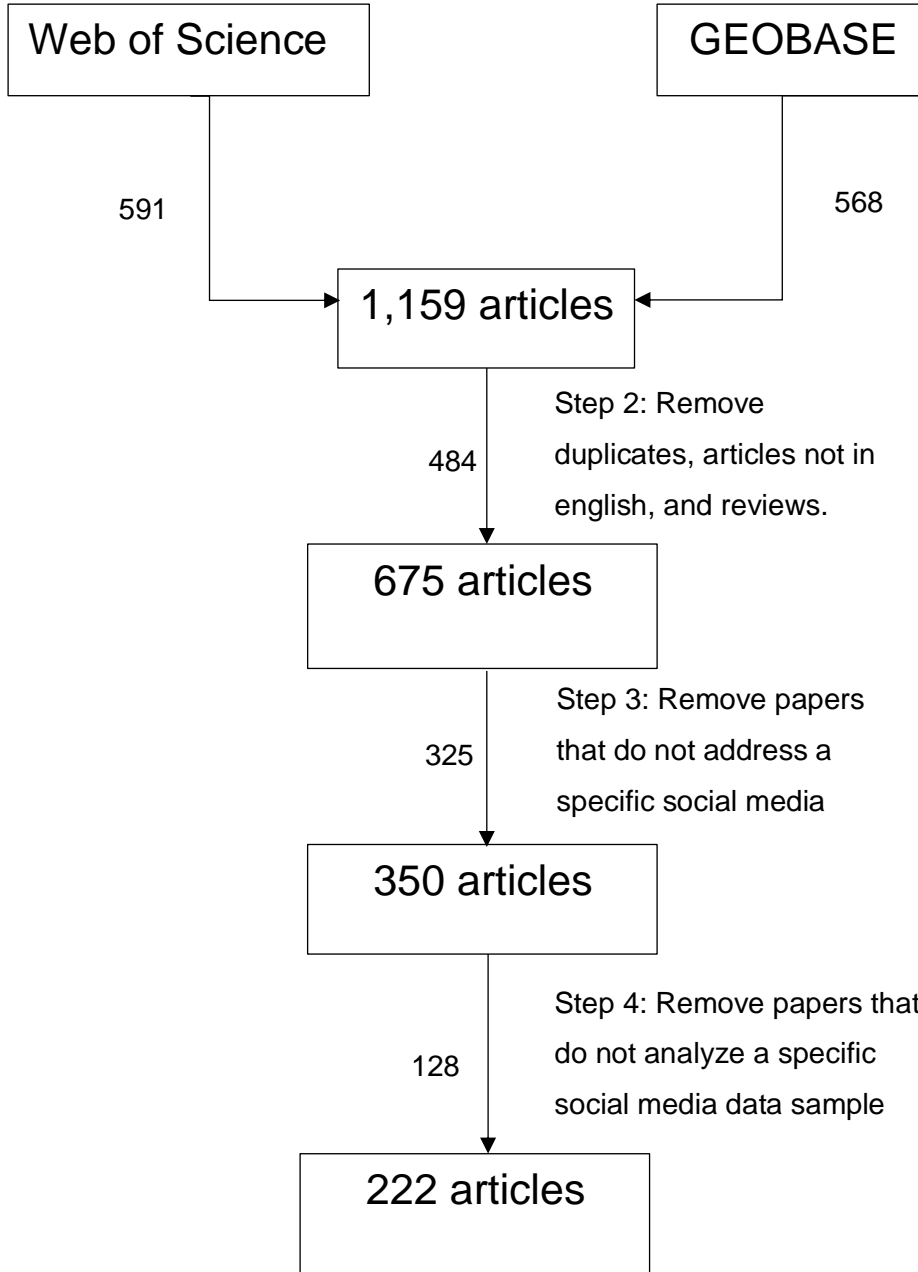 Web of Science
GEOBASE
591
568
1,159 articles
Step 2: Remove
duplicates, articles not in
english, and reviews.
484
675 articles
Step 3: Remove papers
that do not address a
specific social media
325
350 articles
Step 4: Remove papers that
do not analyze a specific
social media data sample
128
222 articles